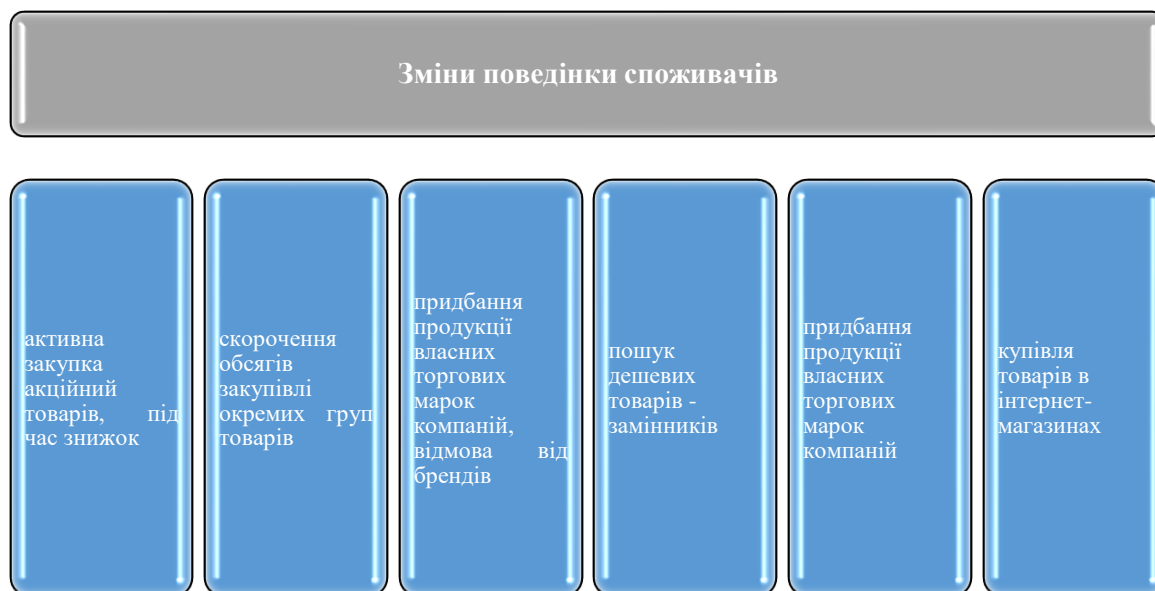 Зміни поведінки споживачів
активна
закупка
акційний
товарів, під
час знижок
скорочення
обсягів
закупівлі
окремих груп
товарів
придбання
продукції
власних
торгових
марок
компаній,
відмова від
брендів
пошук
дешевих
товарів -
замінників
придбання
продукції
власних
торгових
марок
компаній
купівля
товарів в
інтернет-
магазинах